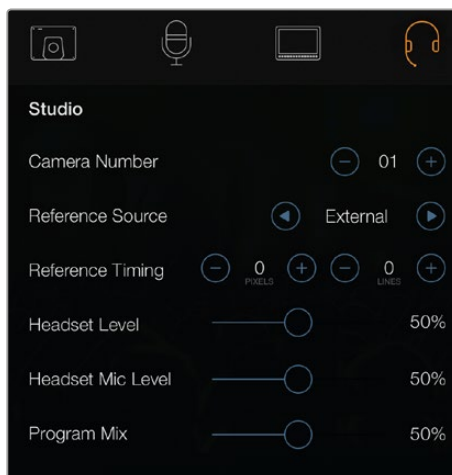 Studio
Camera Number 01
Reference Source External
Reference Timing 0 PIXELS 0 LINES
Headset Level 50%
Headset Mic Level 50%
Program Mix 50%